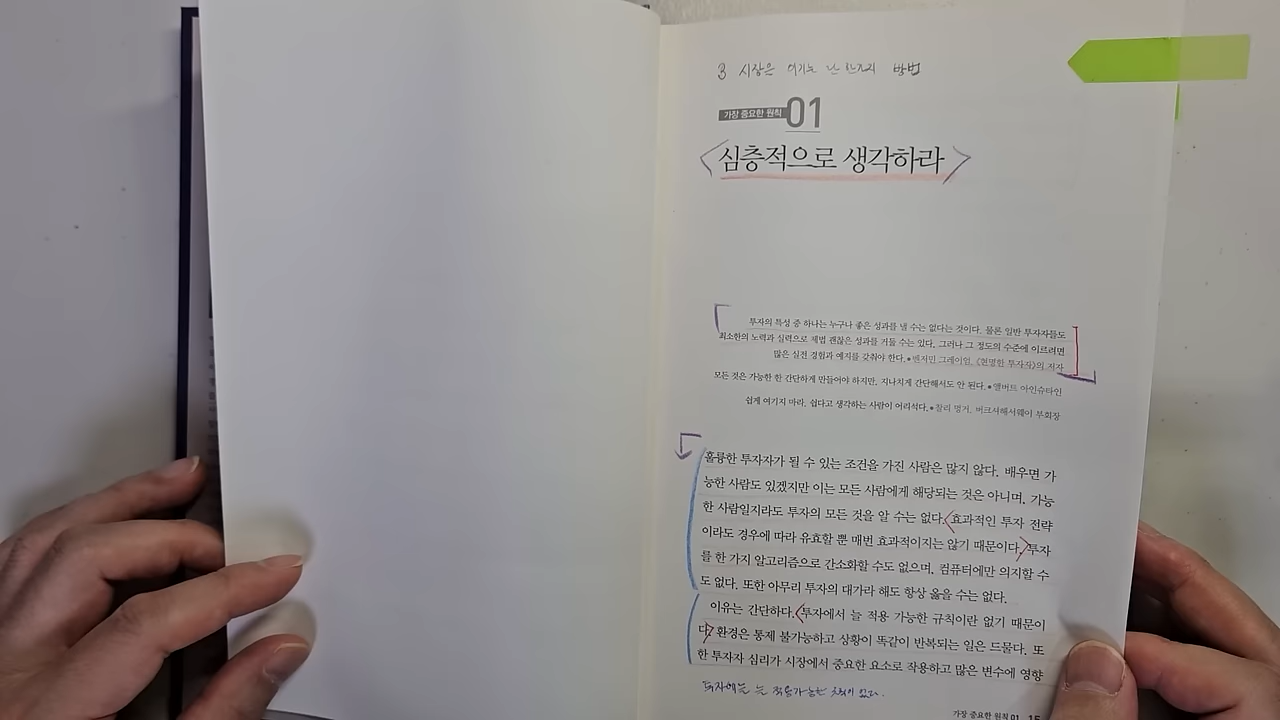 3 시장을 이기는 단 한가지 방법
가장 중요한 원칙 01
심층적으로 생각하라
투자의 특성 중 하나는 누구나 좋은 성과를 낼 수는 없다는 것이다. 물론 일반 투자자들도
최소한의 노력과 실력으로 제법 괜찮은 성과를 거둘 수는 있다. 그러나 그 정도의 수준에 이르려면
많은 실전 경험과 예지를 갖춰야 한다. • 벤저민 그레이엄, 《현명한 투자자》의 저자
모든 것은 가능한 한 간단하게 만들어야 하지만, 지나치게 간단해서도 안 된다. • 앨버트 아인슈타인
쉽게 여기지 마라. 쉽다고 생각하는 사람이 어리석다. • 찰리 멍거, 버크셔해서웨이 부회장
훌륭한 투자자가 될 수 있는 조건을 가진 사람은 많지 않다. 배우면 가
능한 사람도 있겠지만 이는 모든 사람에게 해당되는 것은 아니며, 가능
한 사람일지라도 투자의 모든 것을 알 수는 없다. 효과적인 투자 전략
이라도 경우에 따라 유효할 뿐 매번 효과적이지는 않기 때문이다. 투자
를 한 가지 알고리즘으로 간소화할 수도 없으며, 컴퓨터에만 의지할 수
도 없다. 또한 아무리 투자의 대가라 해도 항상 옳을 수는 없다.
이유는 간단하다. 투자에서 늘 적용 가능한 규칙이란 없기 때문이
다. 환경은 통제 불가능하고 상황이 똑같이 반복되는 일은 드물다. 또
한 투자자 심리가 시장에서 중요한 요소로 작용하고 많은 변수에 영향
투자에는 늘 적용가능한 규칙이 없다.
가장 중요한 원칙 01 15